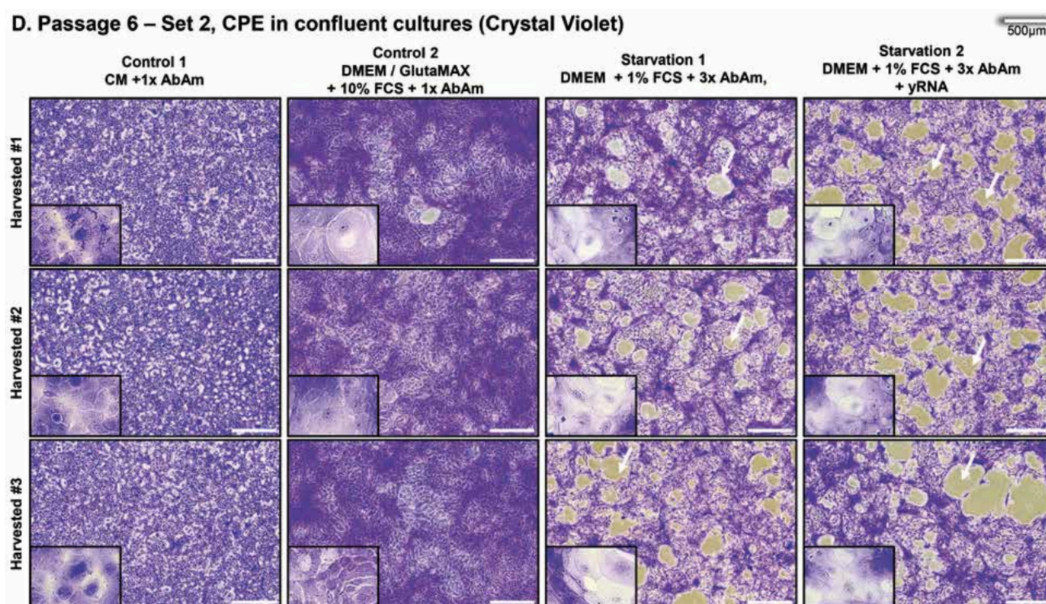 D. Passage 6 – Set 2, CPE in confluent cultures (Crystal Violet)
500µm
Control 1
CM +1x AbAm
Control 2
DMEM / GlutaMAX
+ 10% FCS + 1x AbAm
Starvation 1
DMEM + 1% FCS + 3x AbAm,
Starvation 2
DMEM + 1% FCS + 3x AbAm
+ yRNA
Harvested #1
Harvested #2
Harvested #3